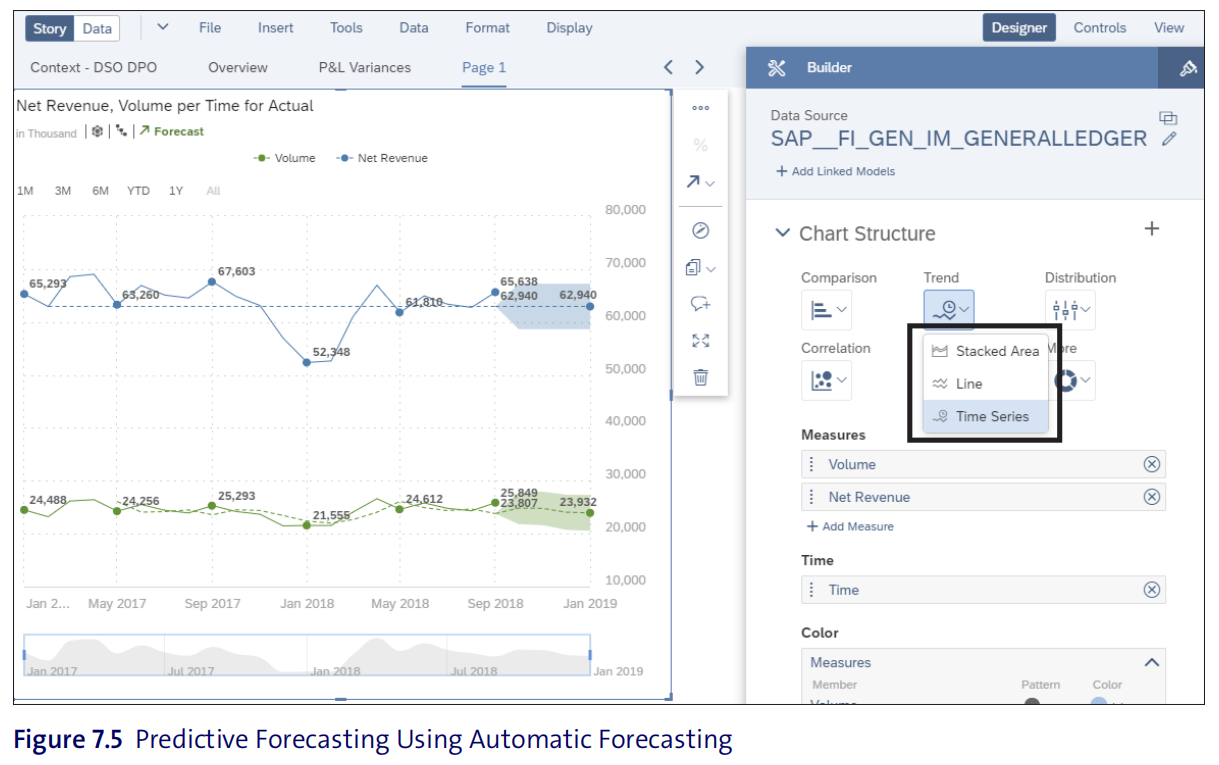 Story Data File Insert Tools Data Format Display Designer Controls View
Context - DSO DPO Overview P&L Variances Page 1
Builder
Net Revenue, Volume per Time for Actual
in Thousand Forecast
Volume Net Revenue
1M 3M 6M YTD 1Y All
80,000
70,000
60,000
50,000
40,000
30,000
20,000
10,000
65,293 63,260 67,603 52,348 61,810 65,638 62,940 62,940
24,488 24,256 25,293 21,555 24,612 25,849 23,807 23,932
Jan 2... May 2017 Sep 2017 Jan 2018 May 2018 Sep 2018 Jan 2019
Jan 2017 Jul 2017 Jan 2018 Jul 2018 Jan 2019
%
Data Source
SAP__FI_GEN_IM_GENERALLEDGER
+ Add Linked Models
Chart Structure +
Comparison Trend Distribution
Correlation More
Stacked Area
Line
Time Series
Measures
Volume
Net Revenue
+ Add Measure
Time
Time
Color
Measures
Member Pattern Color
Volume
Figure 7.5 Predictive Forecasting Using Automatic Forecasting